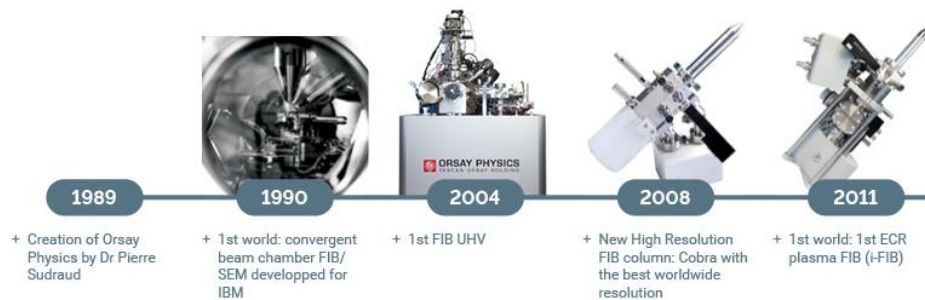 ORSAY PHYSICS
TESCAN ORSAY HOLDING
1989
1990
2004
2008
2011
+ Creation of Orsay
Physics by Dr Pierre
Sudraud
+ 1st world: convergent
beam chamber FIB/
SEM developped for
IBM
+ 1st FIB UHV
+ New High Resolution
FIB column: Cobra with
the best worldwide
resolution
+ 1st world: 1st ECR
plasma FIB (i-FIB)